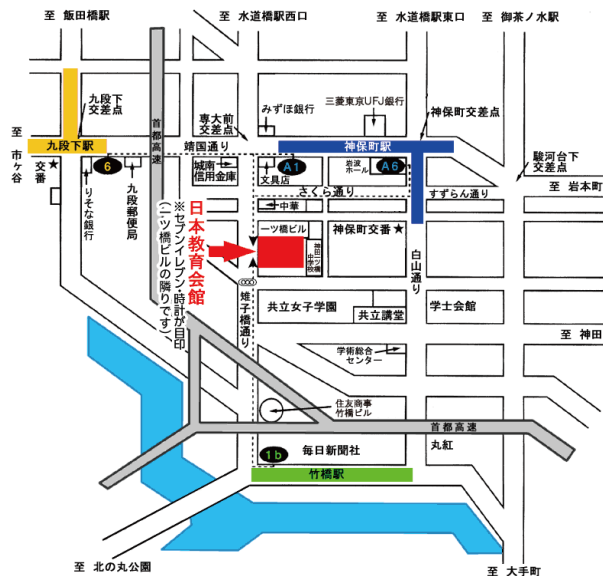 至 飯田橋駅
至 水道橋駅西口
至 水道橋駅東口
至 御茶ノ水駅
九段下
交差点
首都高速
専大前
交差点
みずほ銀行
三菱東京UFJ銀行
神保町交差点
至 市ヶ谷
九段下駅
靖国通り
神保町駅
駿河台下
交差点
交番★
6
りそな銀行
九段郵便局
城南
信用金庫
A1
文具店
岩波
ホール
A6
さくら通り
すずらん通り
至 岩本町
中華
日本教育会館
※セブンイレブン・時計が目印
(一ツ橋ビルの隣りです)
一ツ橋ビル
神田一ツ橋
中学校
神保町交番★
白山通り
雉子橋通り
共立女子学園
共立講堂
学士会館
至 神田
学術総合
センター
住友商事
竹橋ビル
首都高速
丸紅
毎日新聞社
1b
竹橋駅
至 北の丸公園
至 大手町